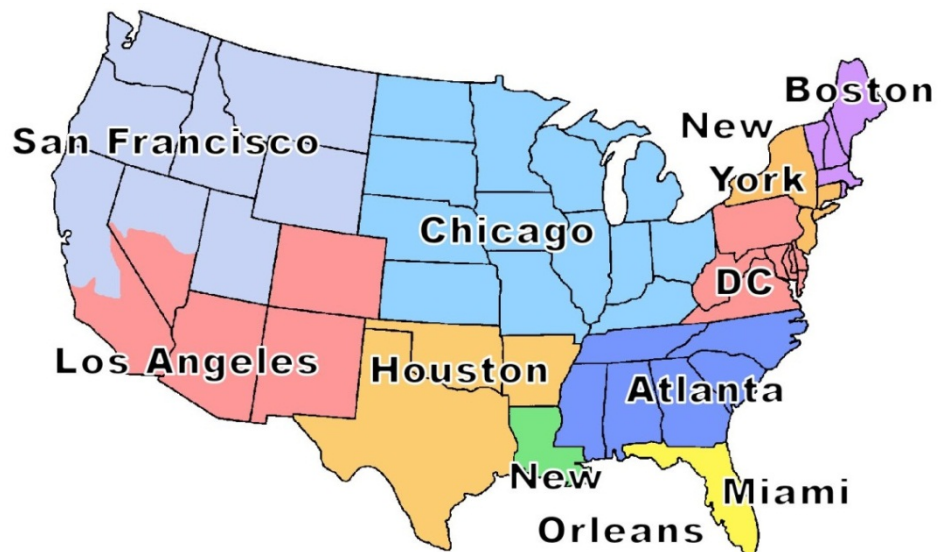 Boston
New
York
San Francisco
Chicago
DC
Los Angeles
Houston
Atlanta
New
Orleans
Miami